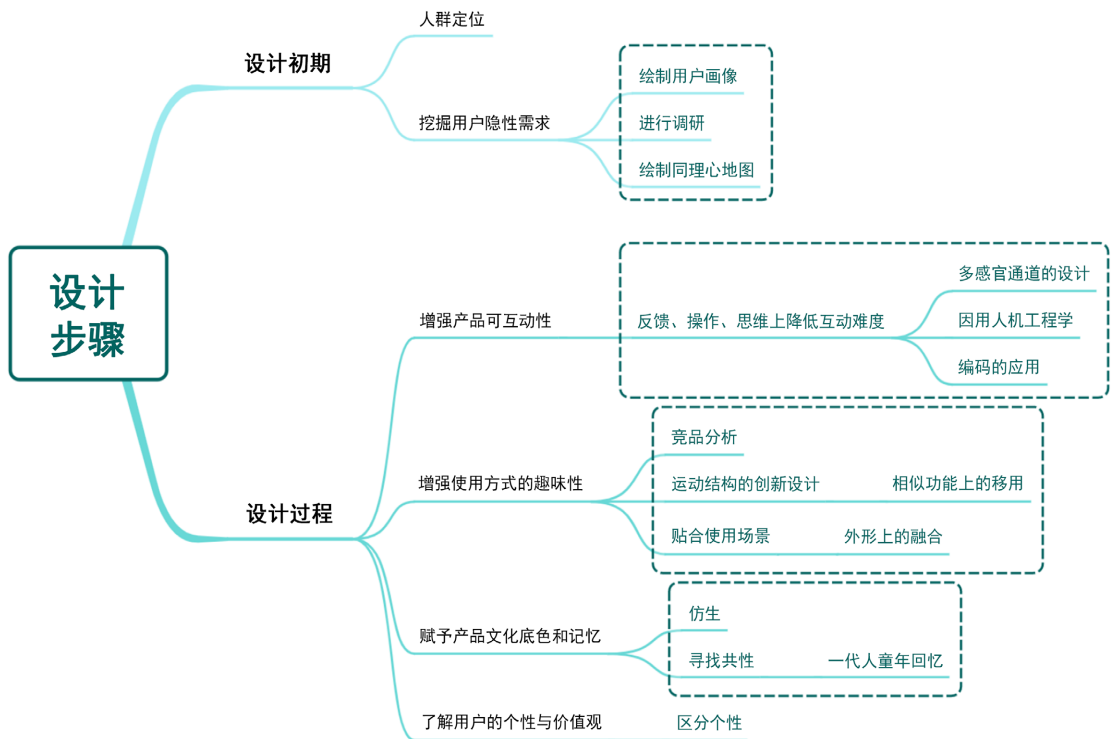 设计
步骤
设计初期
人群定位
挖掘用户隐性需求
绘制用户画像
进行调研
绘制同理心地图
设计过程
增强产品可互动性
反馈、操作、思维上降低互动难度
多感官通道的设计
因用人机工程学
编码的应用
增强使用方式的趣味性
竞品分析
运动结构的创新设计
相似功能上的移用
贴合使用场景
外形上的融合
赋予产品文化底色和记忆
仿生
寻找共性
一代人童年回忆
了解用户的个性与价值观
区分个性